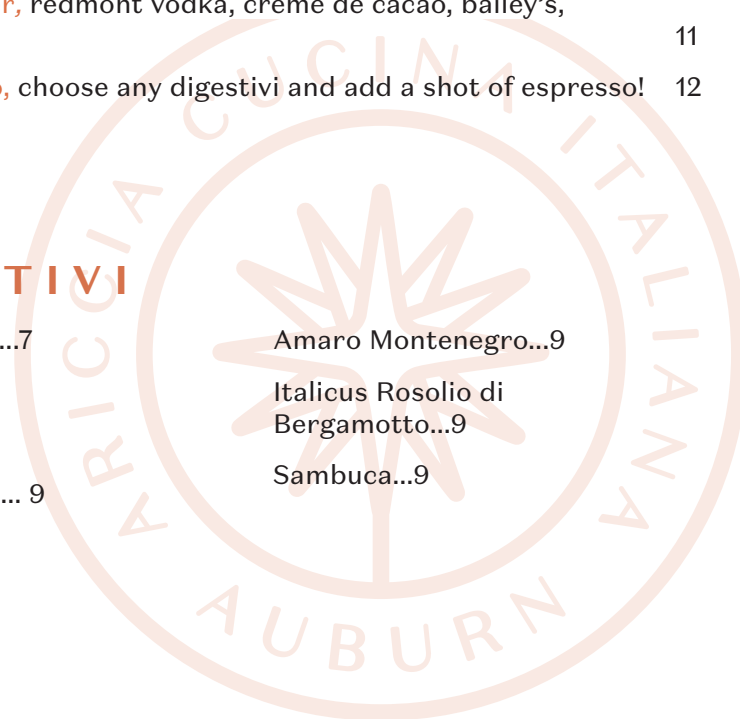 r, redmont vodka, crème de cacao, bailey's,
11
o, choose any digestivi and add a shot of espresso! 12
TIVI
...7
Amaro Montenegro...9
Italicus Rosolio di
Bergamotto...9
Sambuca...9
... 9
ARICCIA CUCINA ITALIANA
AUBURN